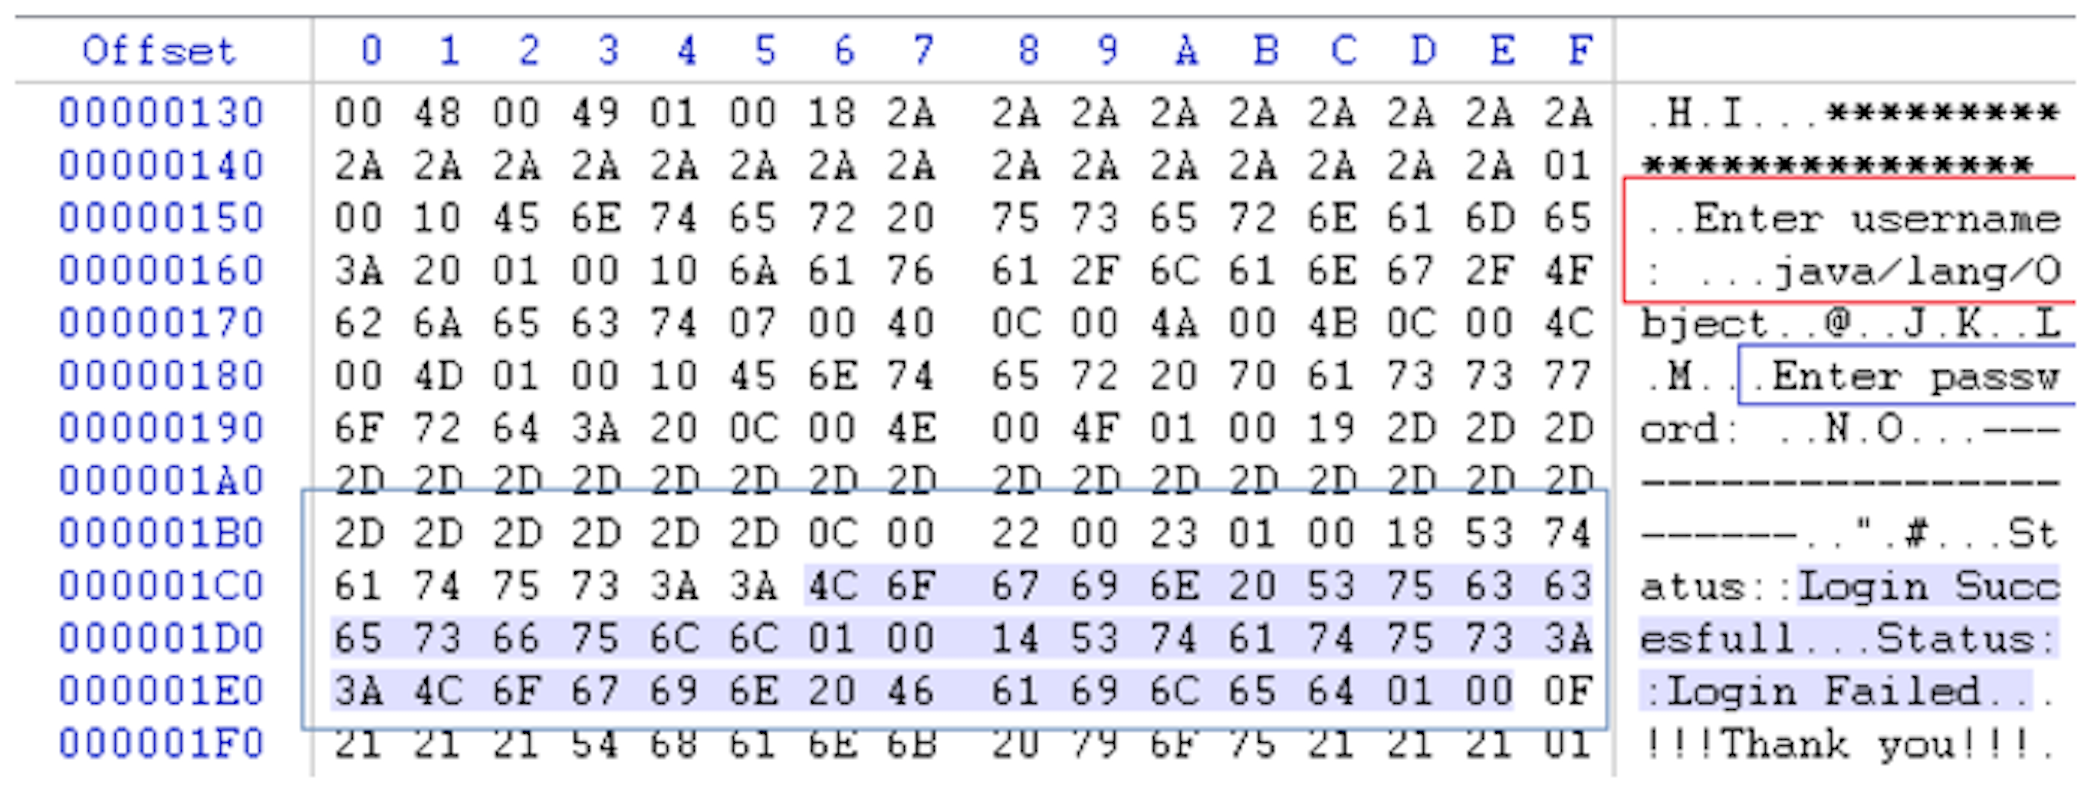 Offset 0 1 2 3 4 5 6 7 8 9 A B C D E F
00000130 00 48 00 49 01 00 18 2A 2A 2A 2A 2A 2A 2A 2A 2A .H.I...*********
00000140 2A 2A 2A 2A 2A 2A 2A 2A 2A 2A 2A 2A 2A 2A 2A 01 ***************
00000150 00 10 45 6E 74 65 72 20 75 73 65 72 6E 61 6D 65 ..Enter username
00000160 3A 20 01 00 10 6A 61 76 61 2F 6C 61 6E 67 2F 4F : ...java/lang/O
00000170 62 6A 65 63 74 07 00 40 0C 00 4A 00 4B 0C 00 4C bject..@..J.K..L
00000180 00 4D 01 00 10 45 6E 74 65 72 20 70 61 73 73 77 .M...Enter passw
00000190 6F 72 64 3A 20 0C 00 4E 00 4F 01 00 19 2D 2D 2D ord: ..N.O...---
000001A0 2D 2D 2D 2D 2D 2D 2D 2D 2D 2D 2D 2D 2D 2D 2D 2D ----------------
000001B0 2D 2D 2D 2D 2D 2D 0C 00 22 00 23 01 00 18 53 74 ------..".#...St
000001C0 61 74 75 73 3A 3A 4C 6F 67 69 6E 20 53 75 63 63 atus::Login Succ
000001D0 65 73 66 75 6C 6C 01 00 14 53 74 61 74 75 73 3A esfull...Status:
000001E0 3A 4C 6F 67 69 6E 20 46 61 69 6C 65 64 01 00 0F :Login Failed...
000001F0 21 21 21 54 68 61 6E 6B 20 79 6F 75 21 21 21 01 !!!Thank you!!!.